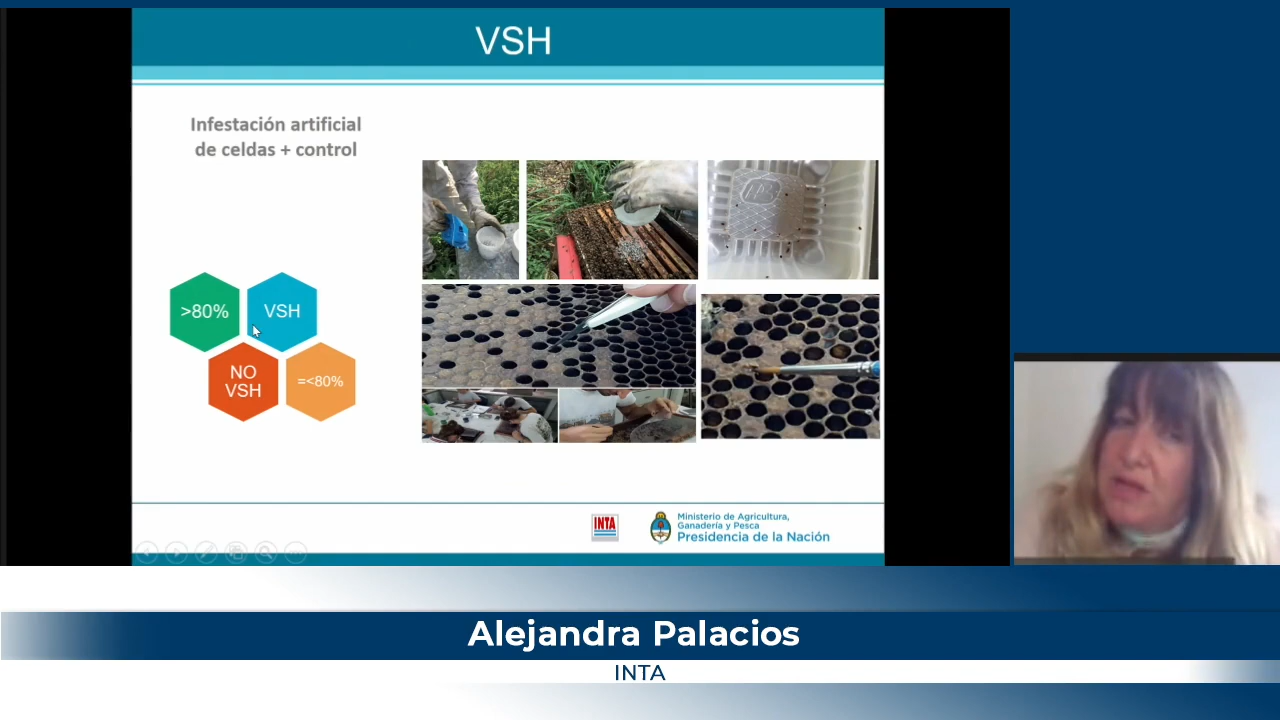 VSH
Infestación artificial
de celdas + control
>80%
VSH
NO
VSH
=<80%
INTA
Ministerio de Agricultura,
Ganadería y Pesca
Presidencia de la Nación
Alejandra Palacios
INTA